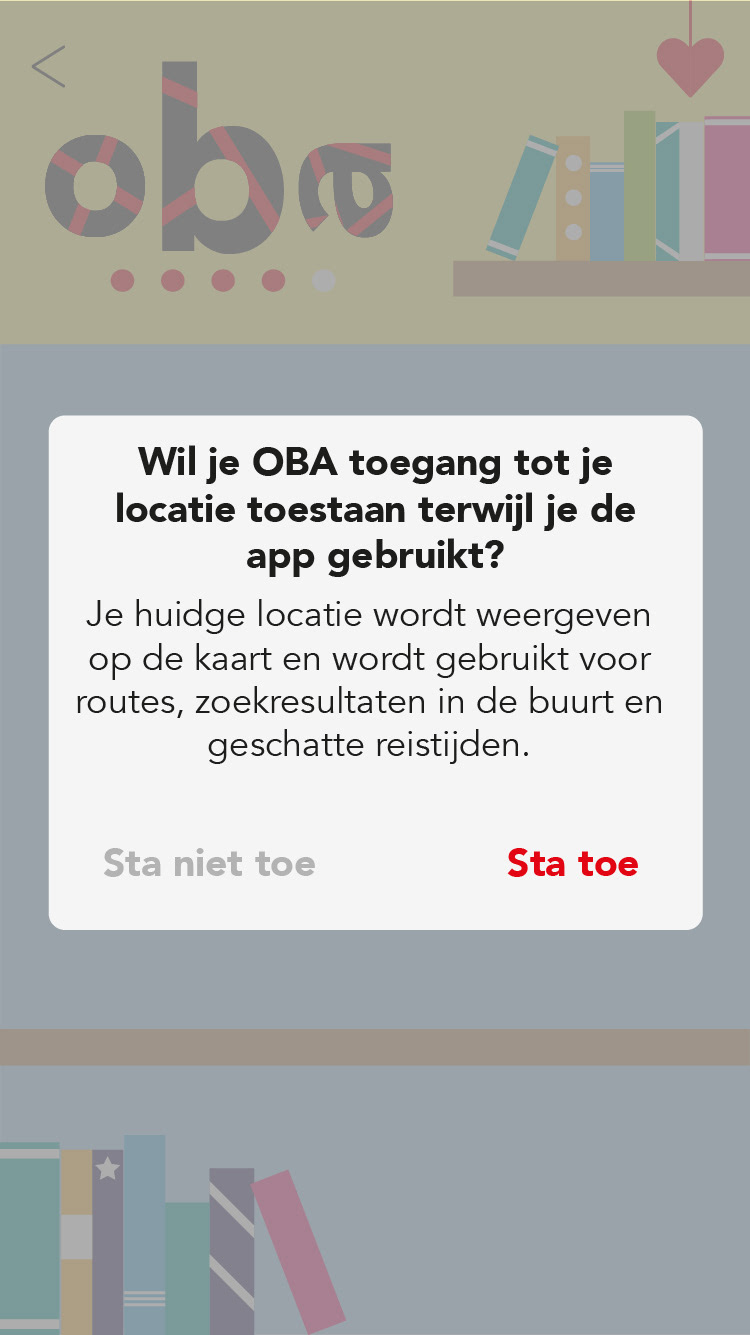 oba
Wil je OBA toegang tot je
locatie toestaan terwijl je de
app gebruikt?
Je huidge locatie wordt weergeven
op de kaart en wordt gebruikt voor
routes, zoekresultaten in de buurt en
geschatte reistijden.
Sta niet toe
Sta toe